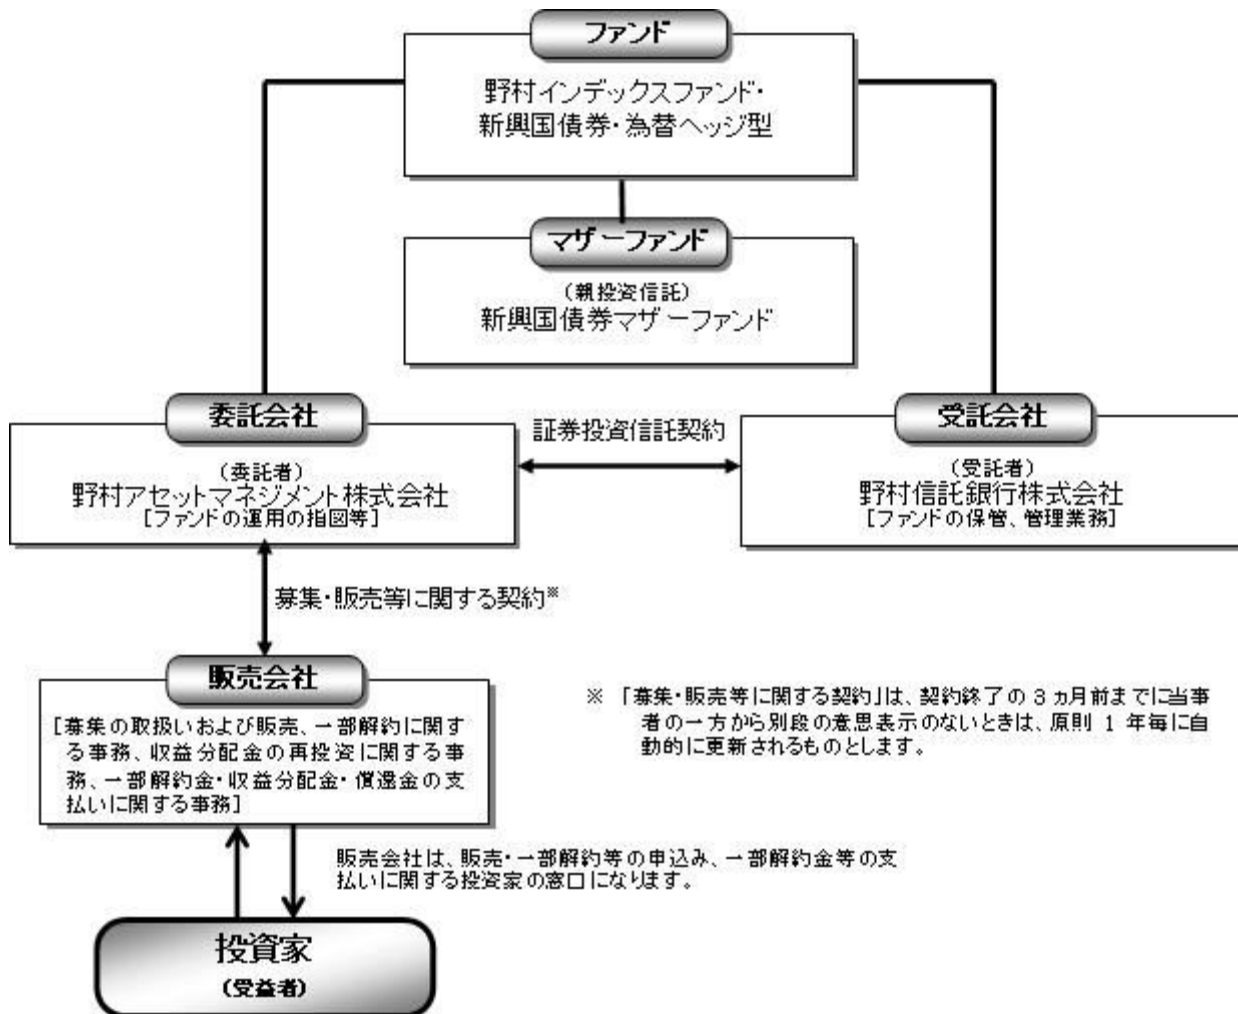 ファンド
野村インデックスファンド・
新興国債券・為替ヘッジ型
マザーファンド
(親投資信託)
新興国債券マザーファンド
委託会社
(委託者)
野村アセットマネジメント株式会社
[ファンドの運用の指図等]
証券投資信託契約
受託会社
(受託者)
野村信託銀行株式会社
[ファンドの保管、管理業務]
募集・販売等に関する契約※
販売会社
[募集の取扱いおよび販売、一部解約に関す
る事務、収益分配金の再投資に関する事
務、一部解約金・収益分配金・償還金の支
払いに関する事務]
※ 「募集・販売等に関する契約」は、契約終了の 3 ヵ月前までに当事
者の一方から別段の意思表示のないときは、原則 1 年毎に自
動的に更新されるものとします。
販売会社は、販売・一部解約等の申込み、一部解約金等の支
払いに関する投資家の窓口になります。
投資家
(受益者)